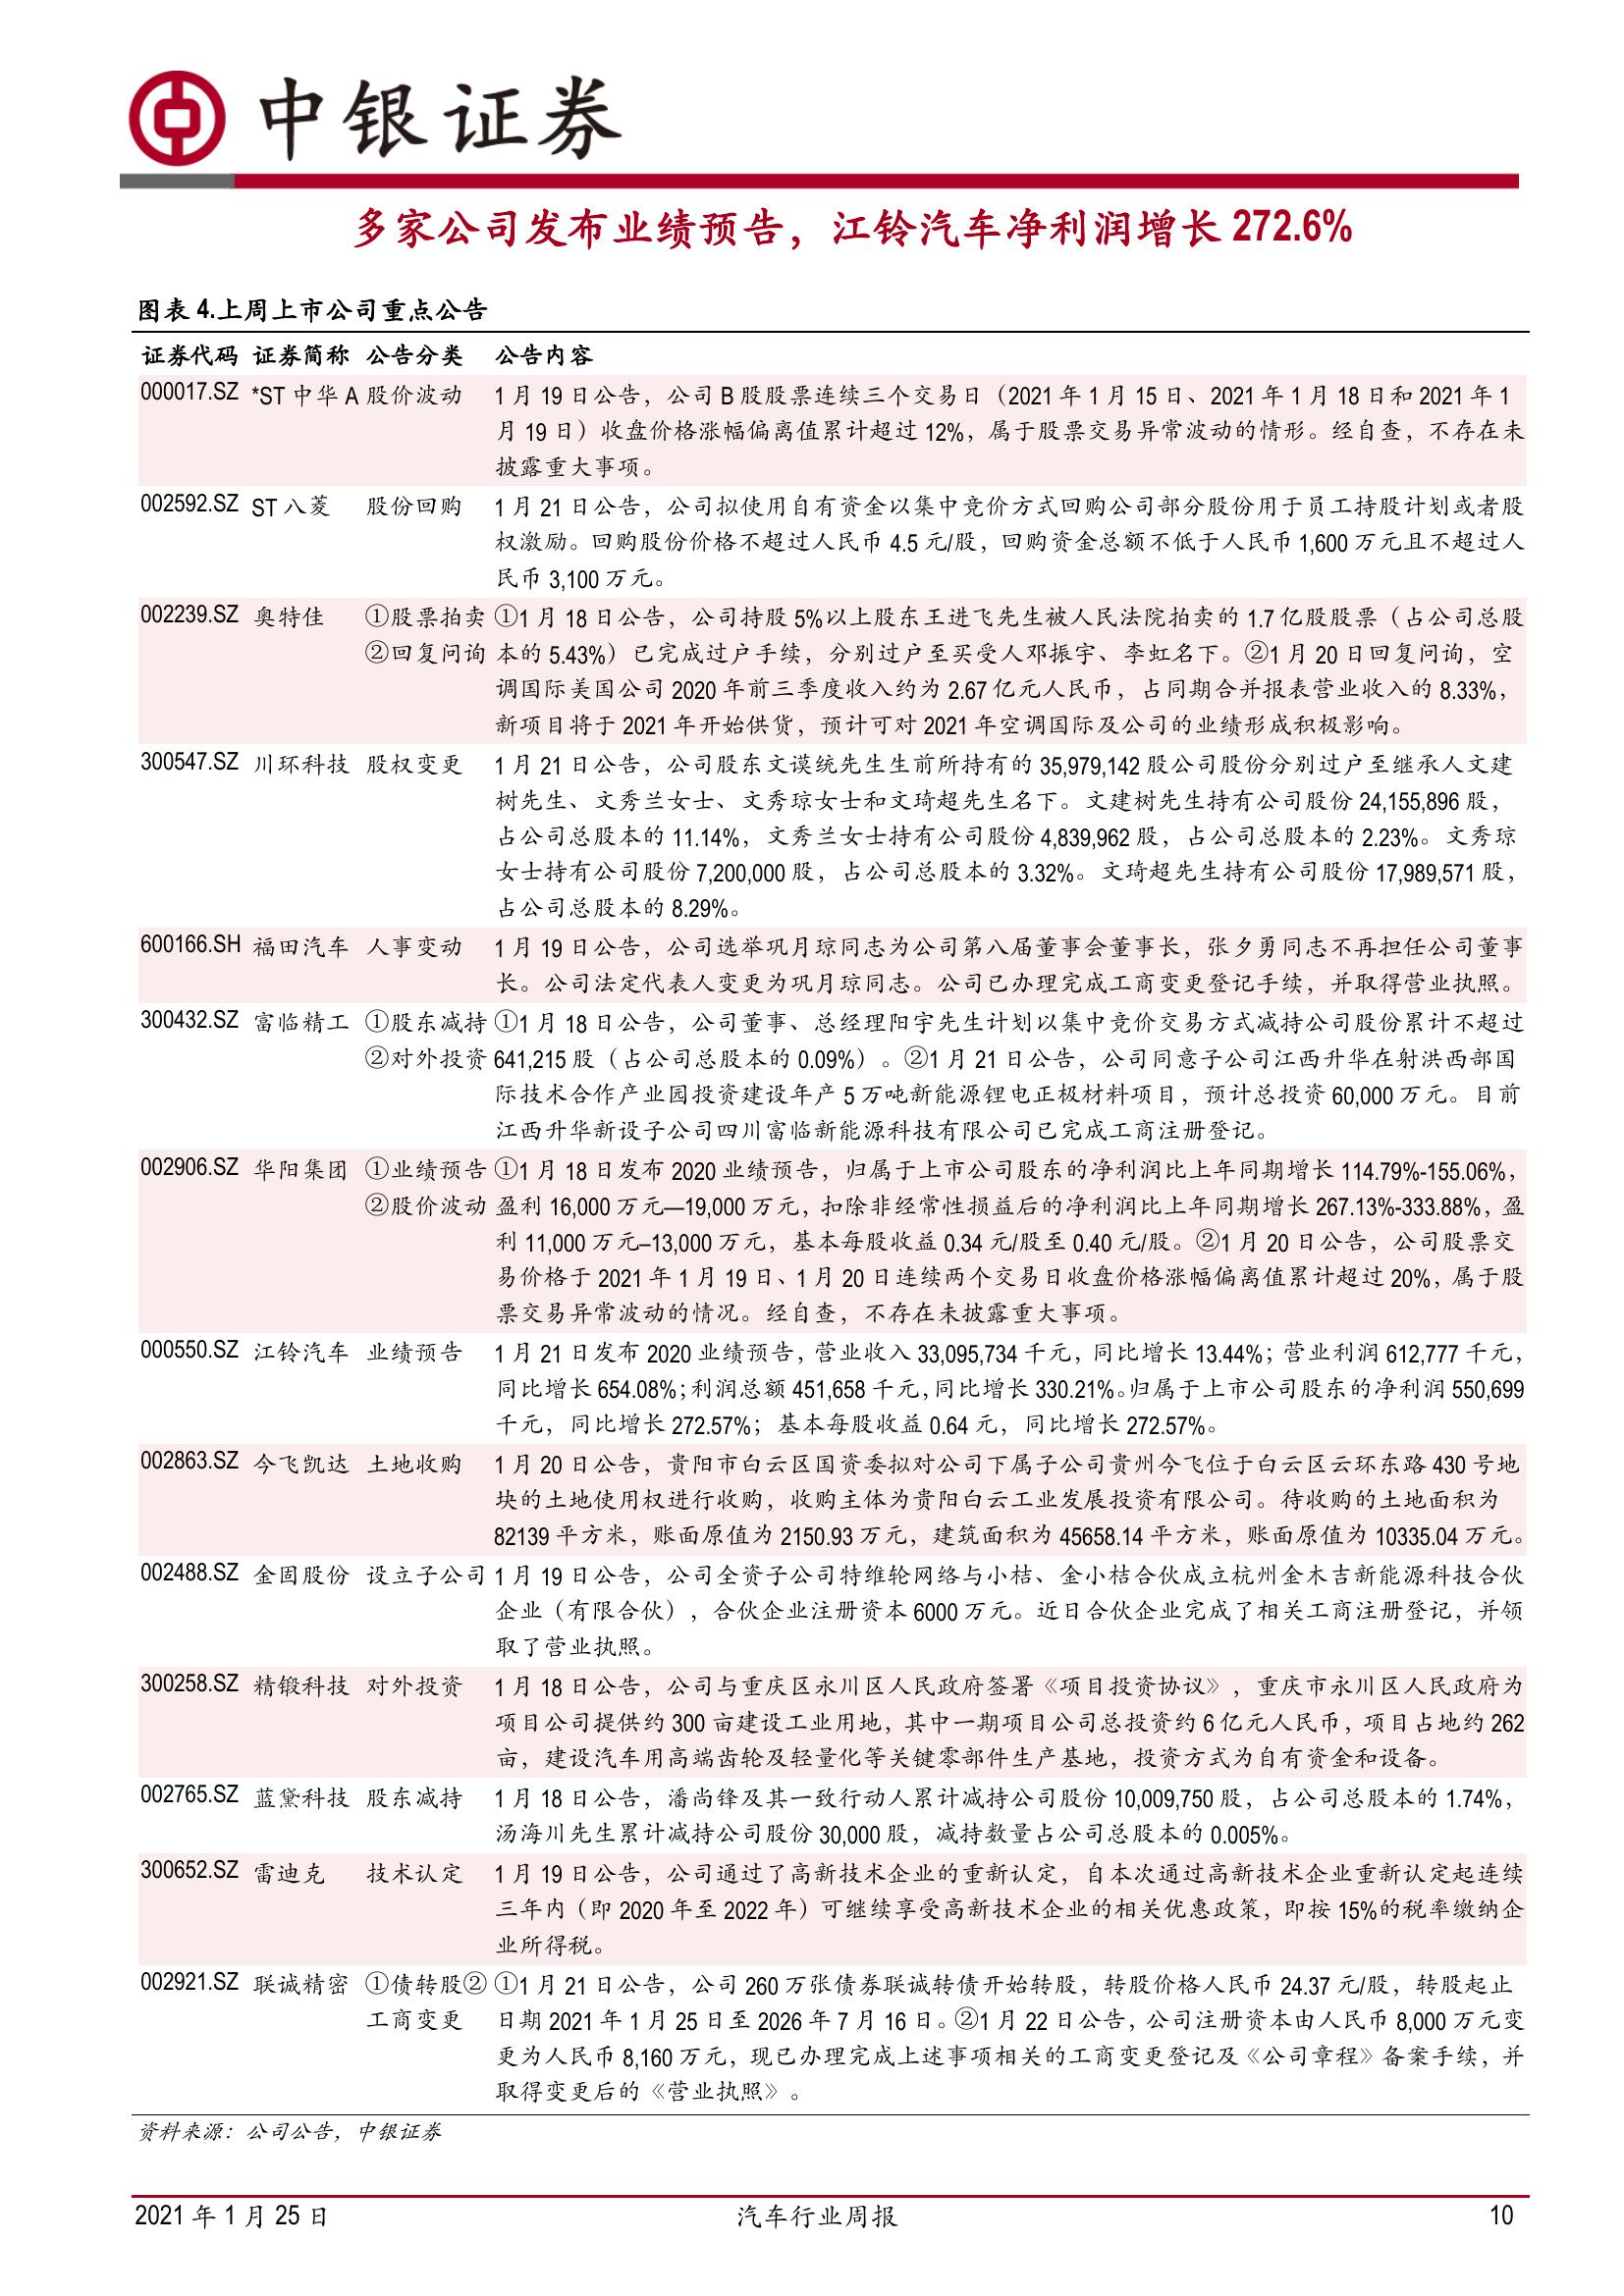 中银证券
多家公司发布业绩预告，江铃汽车净利润增长 272.6%
图表 4.上周上市公司重点公告
证券代码 证券简称 公告分类 公告内容
000017.SZ *ST 中华 A 股价波动 1 月 19 日公告，公司 B 股股票连续三个交易日（2021 年 1 月 15 日、2021 年 1 月 18 日和 2021 年 1
月 19 日）收盘价格涨幅偏离值累计超过 12%，属于股票交易异常波动的情形。经自查，不存在未
披露重大事项。
002592.SZ ST 八菱 股份回购 1 月 21 日公告，公司拟使用自有资金以集中竞价方式回购公司部分股份用于员工持股计划或者股
权激励。回购股份价格不超过人民币 4.5 元/股，回购资金总额不低于人民币 1,600 万元且不超过人
民币 3,100 万元。
002239.SZ 奥特佳 ①股票拍卖 ①1 月 18 日公告，公司持股 5%以上股东王进飞先生被人民法院拍卖的 1.7 亿股股票（占公司总股
②回复问询 本的 5.43%）已完成过户手续，分别过户至买受人邓振宇、李虹名下。②1 月 20 日回复问询，空
调国际美国公司 2020 年前三季度收入约为 2.67 亿元人民币，占同期合并报表营业收入的 8.33%，
新项目将于 2021 年开始供货，预计可对 2021 年空调国际及公司的业绩形成积极影响。
300547.SZ 川环科技 股权变更 1 月 21 日公告，公司股东文谟统先生生前所持有的 35,979,142 股公司股份分别过户至继承人文建
树先生、文秀兰女士、文秀琼女士和文琦超先生名下。文建树先生持有公司股份 24,155,896 股，
占公司总股本的 11.14%，文秀兰女士持有公司股份 4,839,962 股，占公司总股本的 2.23%。文秀琼
女士持有公司股份 7,200,000 股，占公司总股本的 3.32%。文琦超先生持有公司股份 17,989,571 股，
占公司总股本的 8.29%。
600166.SH 福田汽车 人事变动 1 月 19 日公告，公司选举巩月琼同志为公司第八届董事会董事长，张夕勇同志不再担任公司董事
长。公司法定代表人变更为巩月琼同志。公司已办理完成工商变更登记手续，并取得营业执照。
300432.SZ 富临精工 ①股东减持 ①1 月 18 日公告，公司董事、总经理阳宇先生计划以集中竞价交易方式减持公司股份累计不超过
②对外投资 641,215 股（占公司总股本的 0.09%）。②1 月 21 日公告，公司同意子公司江西升华在射洪西部国
际技术合作产业园投资建设年产 5 万吨新能源锂电正极材料项目，预计总投资 60,000 万元。目前
江西升华新设子公司四川富临新能源科技有限公司已完成工商注册登记。
002906.SZ 华阳集团 ①业绩预告 ①1 月 18 日发布 2020 业绩预告，归属于上市公司股东的净利润比上年同期增长 114.79%-155.06%，
②股价波动 盈利 16,000 万元—19,000 万元，扣除非经常性损益后的净利润比上年同期增长 267.13%-333.88%，盈
利 11,000 万元–13,000 万元，基本每股收益 0.34 元/股至 0.40 元/股。②1 月 20 日公告，公司股票交
易价格于 2021 年 1 月 19 日、1 月 20 日连续两个交易日收盘价格涨幅偏离值累计超过 20%，属于股
票交易异常波动的情况。经自查，不存在未披露重大事项。
000550.SZ 江铃汽车 业绩预告 1 月 21 日发布 2020 业绩预告，营业收入 33,095,734 千元，同比增长 13.44%；营业利润 612,777 千元，
同比增长 654.08%；利润总额 451,658 千元，同比增长 330.21%。归属于上市公司股东的净利润 550,699
千元，同比增长 272.57%；基本每股收益 0.64 元，同比增长 272.57%。
002863.SZ 今飞凯达 土地收购 1 月 20 日公告，贵阳市白云区国资委拟对公司下属子公司贵州今飞位于白云区云环东路 430 号地
块的土地使用权进行收购，收购主体为贵阳白云工业发展投资有限公司。待收购的土地面积为
82139 平方米，账面原值为 2150.93 万元，建筑面积为 45658.14 平方米，账面原值为 10335.04 万元。
002488.SZ 金固股份 设立子公司 1 月 19 日公告，公司全资子公司特维轮网络与小桔、金小桔合伙成立杭州金木吉新能源科技合伙
企业（有限合伙），合伙企业注册资本 6000 万元。近日合伙企业完成了相关工商注册登记，并领
取了营业执照。
300258.SZ 精锻科技 对外投资 1 月 18 日公告，公司与重庆区永川区人民政府签署《项目投资协议》，重庆市永川区人民政府为
项目公司提供约 300 亩建设工业用地，其中一期项目公司总投资约 6 亿元人民币，项目占地约 262
亩，建设汽车用高端齿轮及轻量化等关键零部件生产基地，投资方式为自有资金和设备。
002765.SZ 蓝黛科技 股东减持 1 月 18 日公告，潘尚锋及其一致行动人累计减持公司股份 10,009,750 股，占公司总股本的 1.74%，
汤海川先生累计减持公司股份 30,000 股，减持数量占公司总股本的 0.005%。
300652.SZ 雷迪克 技术认定 1 月 19 日公告，公司通过了高新技术企业的重新认定，自本次通过高新技术企业重新认定起连续
三年内（即 2020 年至 2022 年）可继续享受高新技术企业的相关优惠政策，即按 15%的税率缴纳企
业所得税。
002921.SZ 联诚精密 ①债转股② ①1 月 21 日公告，公司 260 万张债券联诚转债开始转股，转股价格人民币 24.37 元/股，转股起止
工商变更 日期 2021 年 1 月 25 日至 2026 年 7 月 16 日。②1 月 22 日公告，公司注册资本由人民币 8,000 万元变
更为人民币 8,160 万元，现已办理完成上述事项相关的工商变更登记及《公司章程》备案手续，并
取得变更后的《营业执照》。
资料来源：公司公告，中银证券
2021 年 1 月 25 日 汽车行业周报 10